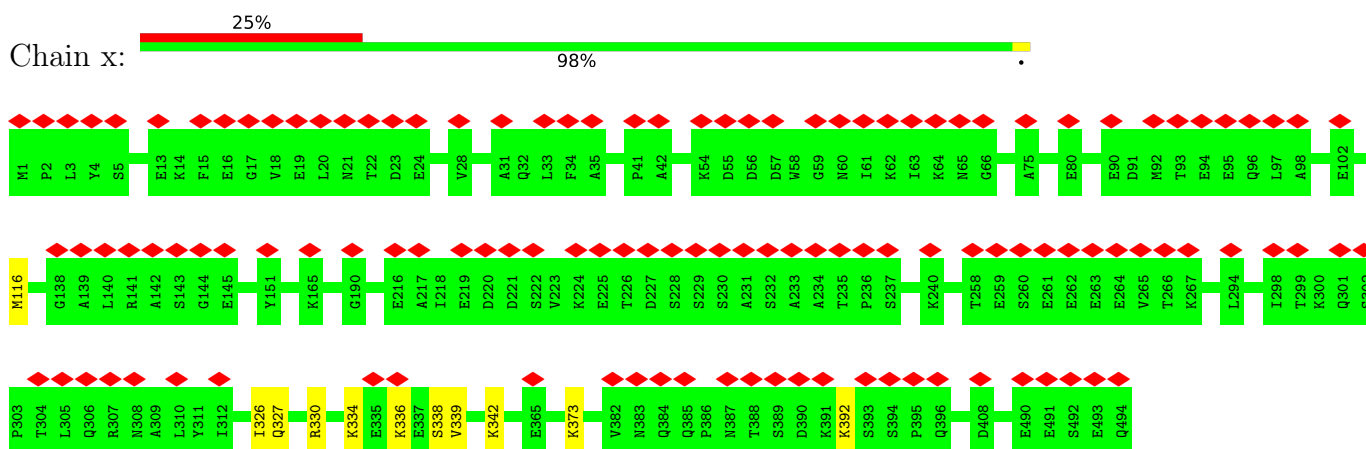 25%
Chain x:
98%
•
M1 P2 L3 Y4 S5 E13 K14 F15 E16 G17 V18 E19 L20 N21 T22 D23 E24 V28 A31 Q32 L33 F34 A35 P41 A42 K54 D55 D56 D57 W58 G59 N60 I61 K62 I63 K64 N65 G66 A75 E80 E90 D91 M92 T93 E94 E95 Q96 L97 A98 E102
M116 G138 A139 L140 R141 A142 S143 G144 E145 Y151 K165 G190 E216 A217 I218 E219 D220 D221 S222 V223 K224 E225 T226 D227 S228 S229 S230 A231 S232 A233 A234 T235 P236 S237 K240 T258 E259 S260 E261 E262 E263 E264 V265 T266 K267 L294 I298 T299 K300 Q301 S302
P303 T304 L305 Q306 R307 N308 A309 L310 Y311 I312 I326 Q327 R330 K334 E335 K336 E337 S338 V339 K342 E365 K373 V382 N383 Q384 Q385 P386 N387 T388 S389 D390 K391 K392 S393 S394 P395 Q396 D408 E490 E491 S492 E493 Q494